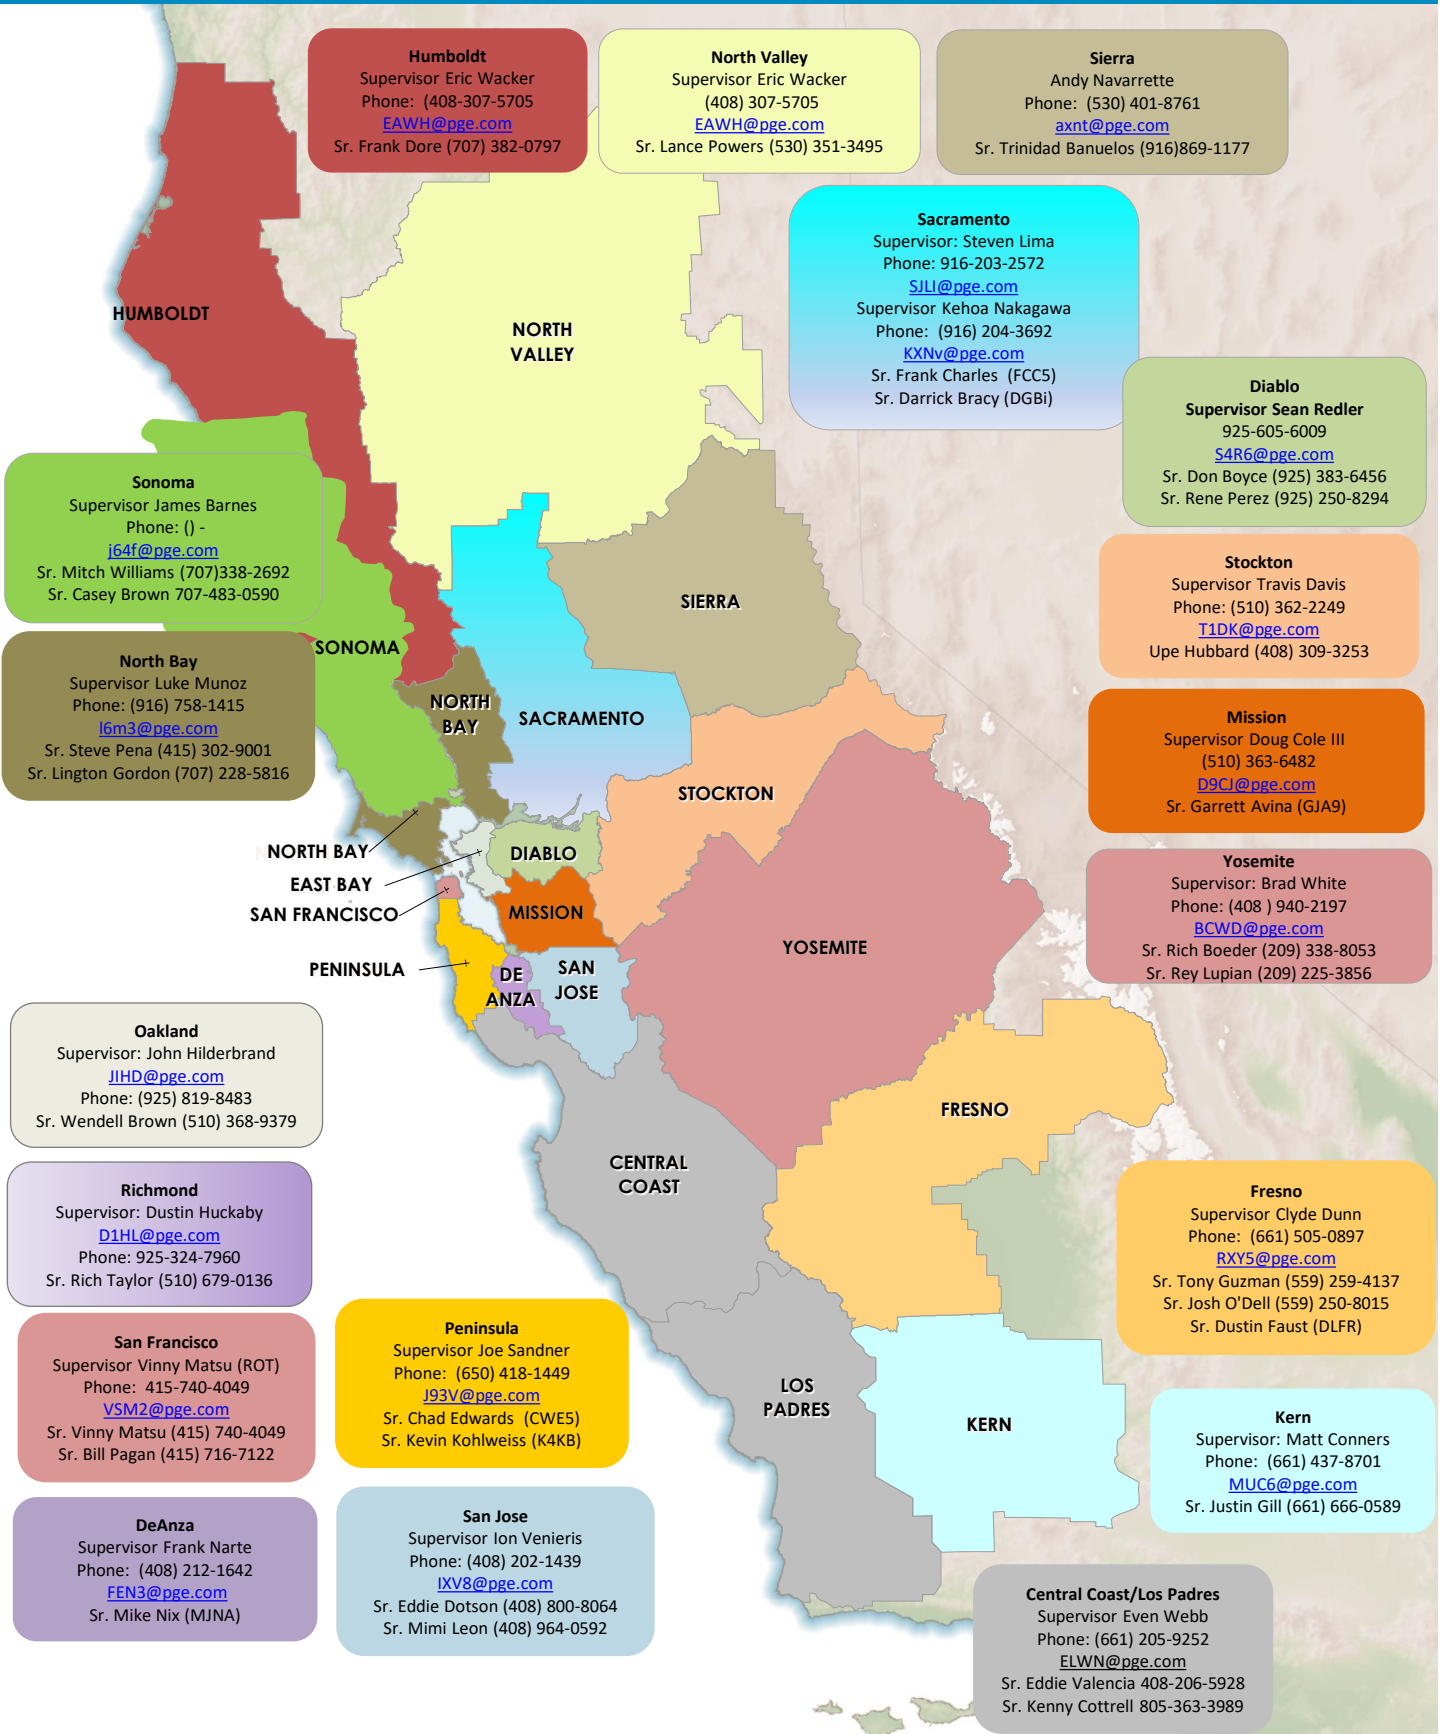 Humboldt
Supervisor Eric Wacker
Phone: (408-307-5705
EAWH@pge.com
Sr. Frank Dore (707) 382-0797
North Valley
Supervisor Eric Wacker
(408) 307-5705
EAWH@pge.com
Sr. Lance Powers (530) 351-3495
Sierra
Andy Navarrette
Phone: (530) 401-8761
axnt@pge.com
Sr. Trinidad Banuelos (916)869-1177
Sacramento
Supervisor: Steven Lima
Phone: 916-203-2572
SJLI@pge.com
Supervisor Kehoa Nakagawa
Phone: (916) 204-3692
KXNv@pge.com
Sr. Frank Charles (FCC5)
Sr. Darrick Bracy (DGBi)
HUMBOLDT
NORTH
VALLEY
Diablo
Supervisor Sean Redler
925-605-6009
S4R6@pge.com
Sr. Don Boyce (925) 383-6456
Sr. Rene Perez (925) 250-8294
Sonoma
Supervisor James Barnes
Phone: () -
j64f@pge.com
Sr. Mitch Williams (707)338-2692
Sr. Casey Brown 707-483-0590
Stockton
Supervisor Travis Davis
Phone: (510) 362-2249
T1DK@pge.com
Upe Hubbard (408) 309-3253
SIERRA
SONOMA
North Bay
Supervisor Luke Munoz
Phone: (916) 758-1415
l6m3@pge.com
Sr. Steve Pena (415) 302-9001
Sr. Lington Gordon (707) 228-5816
NORTH
BAY
SACRAMENTO
Mission
Supervisor Doug Cole III
(510) 363-6482
D9CJ@pge.com
Sr. Garrett Avina (GJA9)
STOCKTON
NORTH BAY
DIABLO
EAST BAY
SAN FRANCISCO
MISSION
Yosemite
Supervisor: Brad White
Phone: (408 ) 940-2197
BCWD@pge.com
Sr. Rich Boeder (209) 338-8053
Sr. Rey Lupian (209) 225-3856
YOSEMITE
PENINSULA
DE
ANZA
SAN
JOSE
Oakland
Supervisor: John Hilderbrand
JIHD@pge.com
Phone: (925) 819-8483
Sr. Wendell Brown (510) 368-9379
FRESNO
CENTRAL
COAST
Richmond
Supervisor: Dustin Huckaby
D1HL@pge.com
Phone: 925-324-7960
Sr. Rich Taylor (510) 679-0136
Fresno
Supervisor Clyde Dunn
Phone: (661) 505-0897
RXY5@pge.com
Sr. Tony Guzman (559) 259-4137
Sr. Josh O'Dell (559) 250-8015
Sr. Dustin Faust (DLFR)
San Francisco
Supervisor Vinny Matsu (ROT)
Phone: 415-740-4049
VSM2@pge.com
Sr. Vinny Matsu (415) 740-4049
Sr. Bill Pagan (415) 716-7122
Peninsula
Supervisor Joe Sandner
Phone: (650) 418-1449
J93V@pge.com
Sr. Chad Edwards (CWE5)
Sr. Kevin Kohlweiss (K4KB)
LOS
PADRES
KERN
Kern
Supervisor: Matt Conners
Phone: (661) 437-8701
MUC6@pge.com
Sr. Justin Gill (661) 666-0589
DeAnza
Supervisor Frank Narte
Phone: (408) 212-1642
FEN3@pge.com
Sr. Mike Nix (MJNA)
San Jose
Supervisor Ion Venieris
Phone: (408) 202-1439
IXV8@pge.com
Sr. Eddie Dotson (408) 800-8064
Sr. Mimi Leon (408) 964-0592
Central Coast/Los Padres
Supervisor Even Webb
Phone: (661) 205-9252
ELWN@pge.com
Sr. Eddie Valencia 408-206-5928
Sr. Kenny Cottrell 805-363-3989